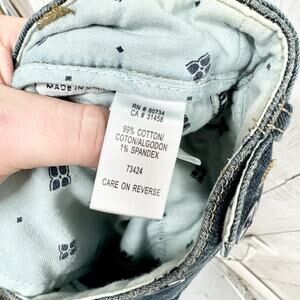 MADE IN
RN # 80734
CA # 31458
99% COTTON/
COTON/ALGODON
1% SPANDEX
73424
CARE ON REVERSE